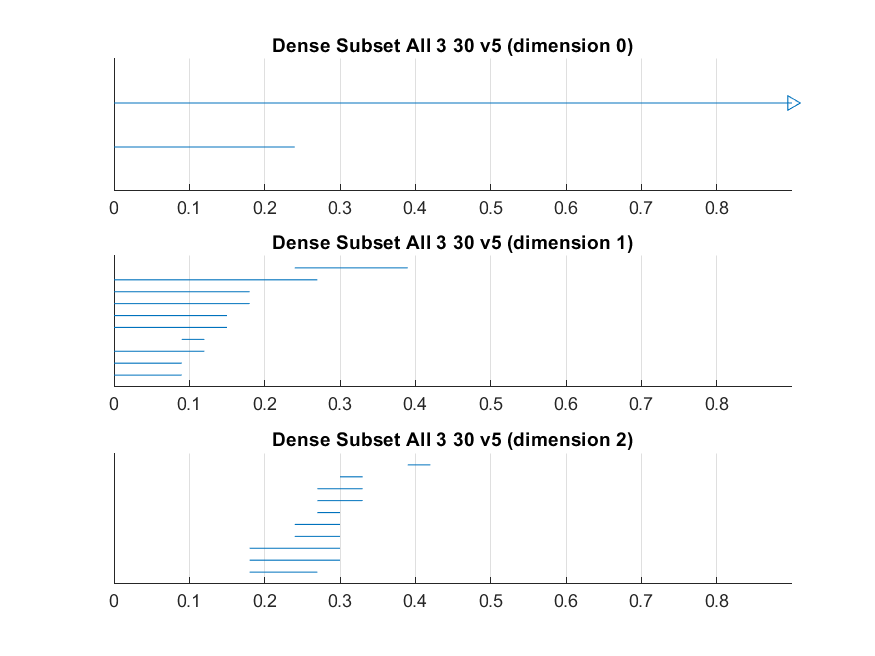 Dense Subset All 3 30 v5 (dimension 0)
0 0.1 0.2 0.3 0.4 0.5 0.6 0.7 0.8
Dense Subset All 3 30 v5 (dimension 1)
0 0.1 0.2 0.3 0.4 0.5 0.6 0.7 0.8
Dense Subset All 3 30 v5 (dimension 2)
0 0.1 0.2 0.3 0.4 0.5 0.6 0.7 0.8